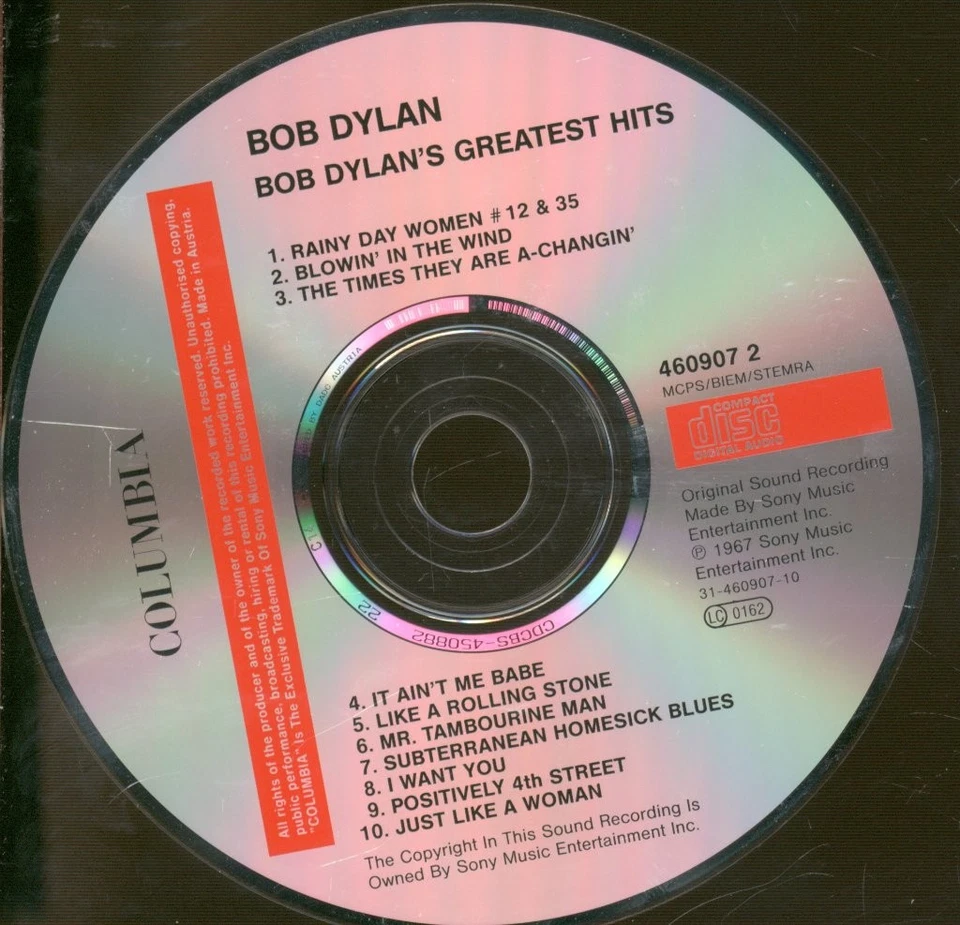 BOB DYLAN
BOB DYLAN'S GREATEST HITS
1. RAINY DAY WOMEN # 12 & 35
2. BLOWIN' IN THE WIND
3. THE TIMES THEY ARE A-CHANGIN'
460907 2
MCPS/BIEM/STEMRA
COMPACT
disc
DIGITAL AUDIO
Original Sound Recording
Made By Sony Music
Entertainment Inc.
℗ 1967 Sony Music
Entertainment Inc.
31-460907-10
LC 0162
COLUMBIA
All rights of the producer and of the owner of the recorded work reserved. Unauthorised copying,
public performance, broadcasting, hiring or rental of this recording prohibited. Made in Austria.
"COLUMBIA" Is The Exclusive Trademark Of Sony Music Entertainment Inc.
BY DADC AUSTRIA
CDCBS-450882
22
4. IT AIN'T ME BABE
5. LIKE A ROLLING STONE
6. MR. TAMBOURINE MAN
7. SUBTERRANEAN HOMESICK BLUES
8. I WANT YOU
9. POSITIVELY 4th STREET
10. JUST LIKE A WOMAN
The Copyright In This Sound Recording Is
Owned By Sony Music Entertainment Inc.